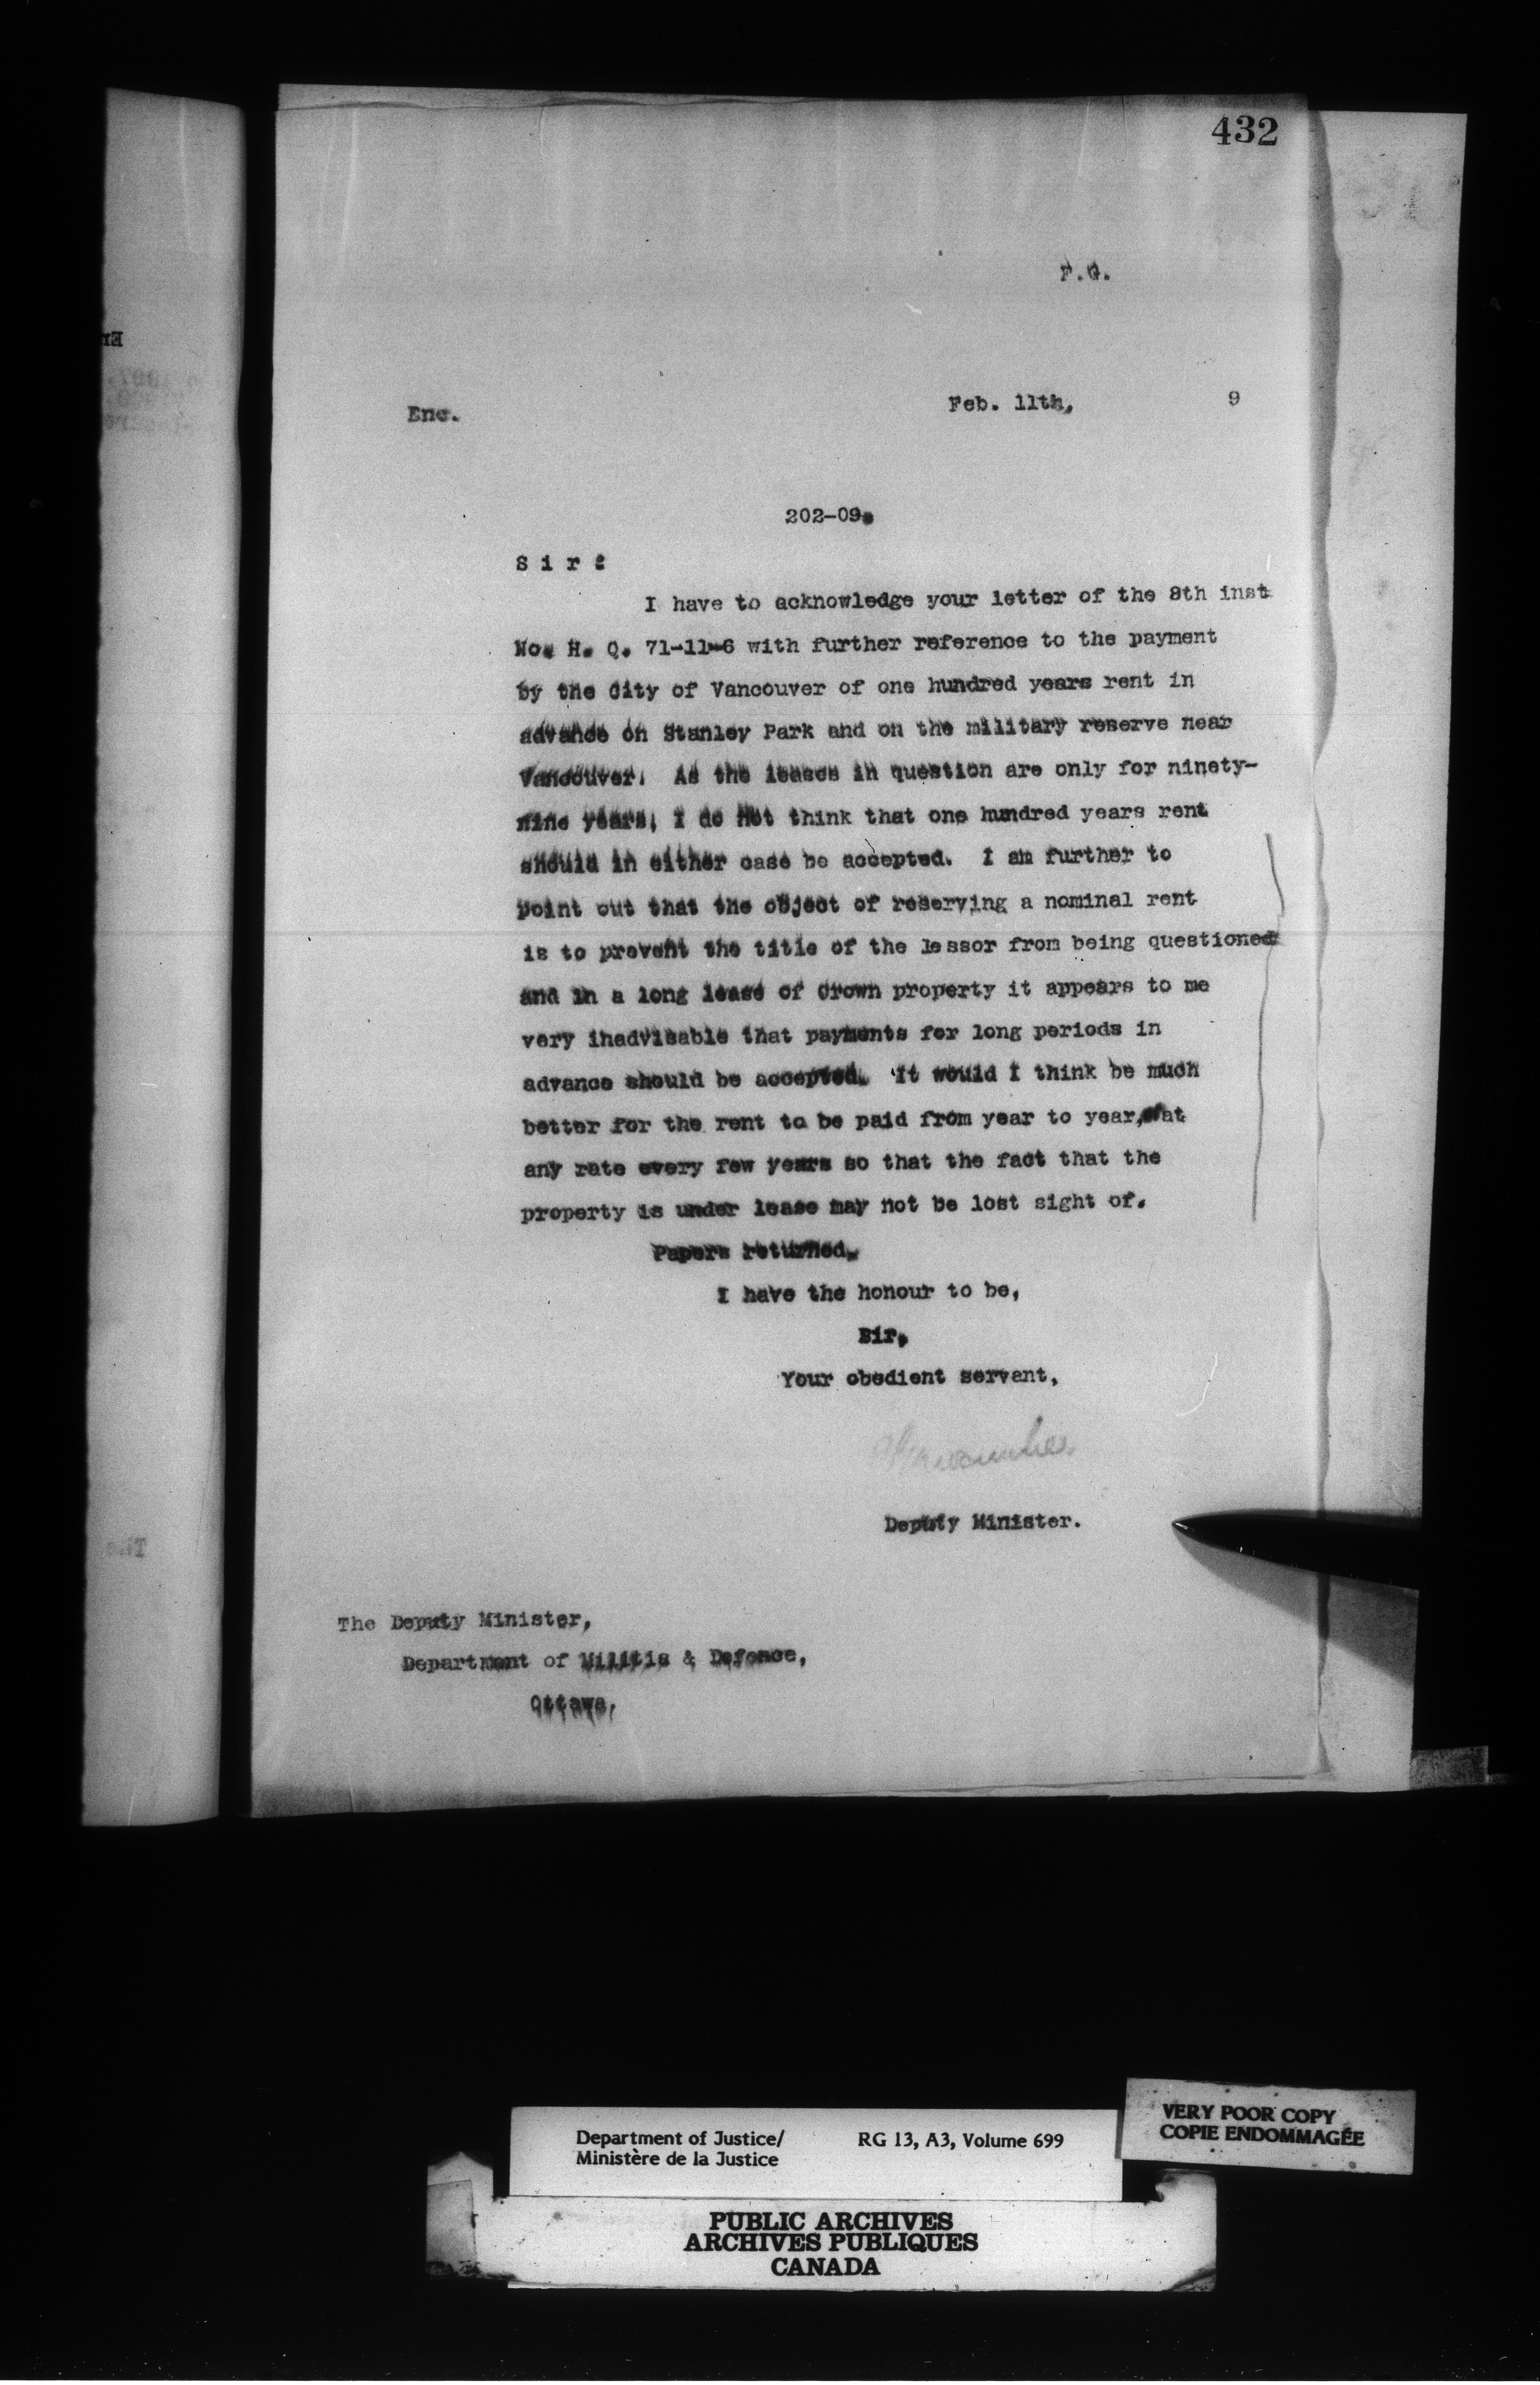 432
F.G.
Enc.
Feb. 11th, 9
202-09.
S i r :
I have to acknowledge your letter of the 8th inst
No. H. Q. 71-11-6 with further reference to the payment
by the City of Vancouver of one hundred years rent in
advance on Stanley Park and on the military reserve near
Vancouver. As the leases in question are only for ninety-
nine years, I do not think that one hundred years rent
should in either case be accepted. I am further to
point out that the object of reserving a nominal rent
is to prevent the title of the lessor from being questioned
and in a long lease of Crown property it appears to me
very inadvisable that payments for long periods in
advance should be accepted. It would I think be much
better for the rent to be paid from year to year, at
any rate every few years so that the fact that the
property is under lease may not be lost sight of.
Papers returned.
I have the honour to be,
Sir,
Your obedient servant,
Deputy Minister.
The Deputy Minister,
Department of Militia & Defence,
Ottawa.
VERY POOR COPY
COPIE ENDOMMAGÉE
Department of Justice/ RG 13, A3, Volume 699
Ministère de la Justice
PUBLIC ARCHIVES
ARCHIVES PUBLIQUES
CANADA